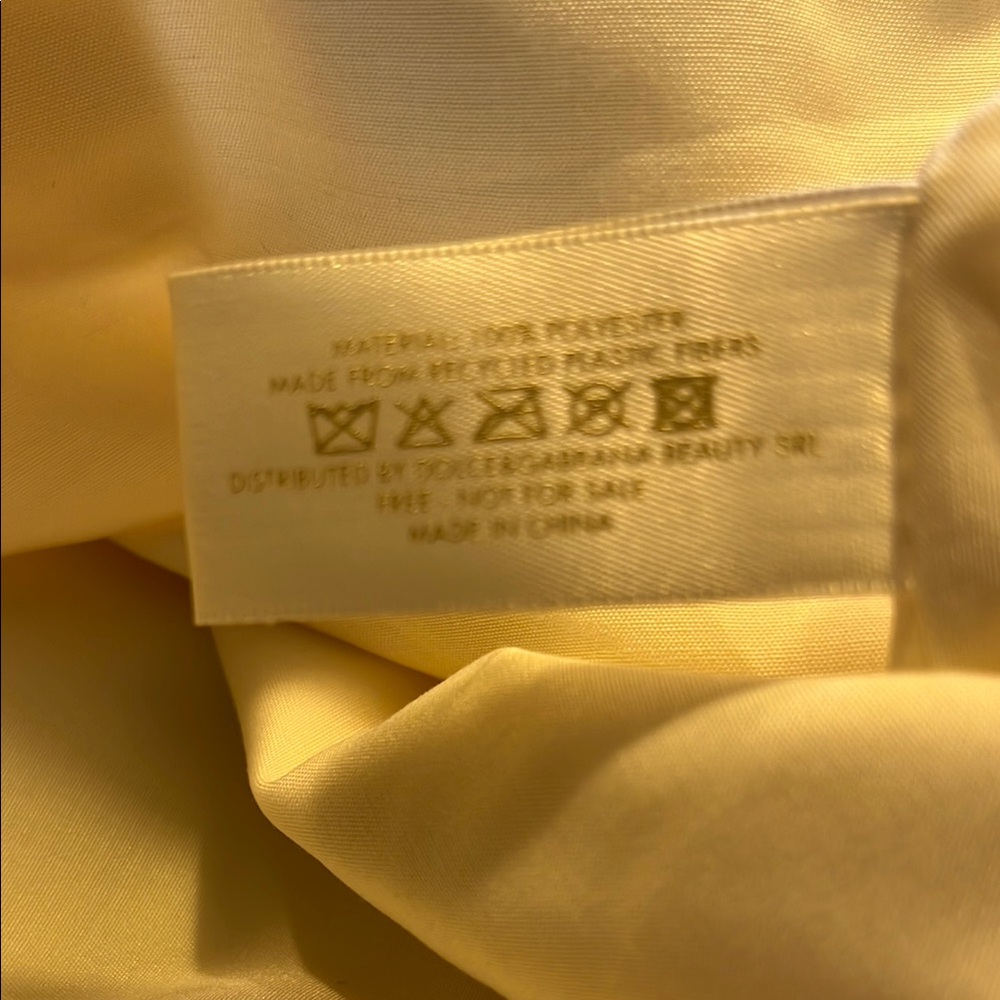 MATERIAL: 100% POLYESTER
MADE FROM RECYCLED PLASTIC FIBERS
DISTRIBUTED BY DOLCE&GABBANA BEAUTY SRL
FREE - NOT FOR SALE
MADE IN CHINA